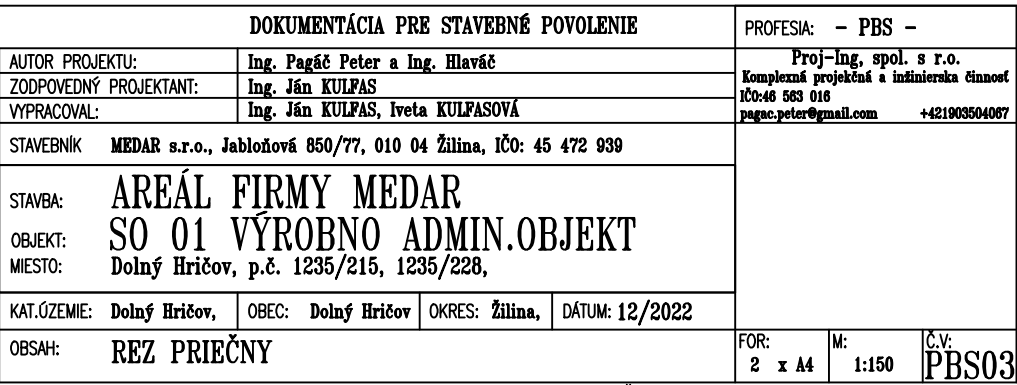 DOKUMENTÁCIA PRE STAVEBNÉ POVOLENIE
PROFESIA: - PBS -
AUTOR PROJEKTU: Ing. Pagáč Peter a Ing. Hlaváč
ZODPOVEDNÝ PROJEKTANT: Ing. Ján KULFAS
VYPRACOVAL: Ing. Ján KULFAS, Iveta KULFASOVÁ
Proj-Ing, spol. s r.o.
Komplexná projekčná a inžinierska činnosť
IČO:46 563 016
pagac.peter@gmail.com +421903504067
STAVEBNÍK MEDAR s.r.o., Jabloňová 850/77, 010 04 Žilina, IČO: 45 472 939
STAVBA: AREÁL FIRMY MEDAR
OBJEKT: SO 01 VÝROBNO ADMIN.OBJEKT
MIESTO: Dolný Hričov, p.č. 1235/215, 1235/228,
KAT.ÚZEMIE: Dolný Hričov, OBEC: Dolný Hričov OKRES: Žilina, DÁTUM: 12/2022
OBSAH: REZ PRIEČNY
FOR: M: Č.V:
2 x A4 1:150 PBS03